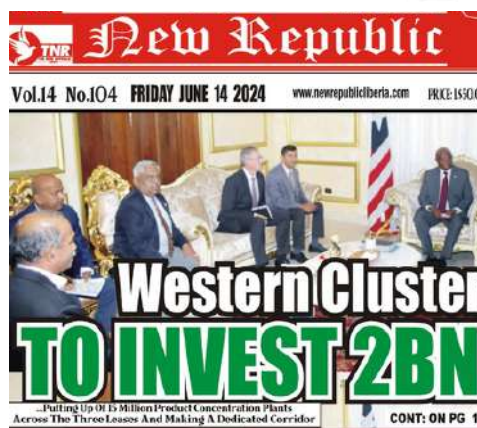 TNR
New Republic
Vol.14 No.104 FRIDAY JUNE 14 2024 www.newrepublicliberia.com
Western Cluster
TO INVEST 2BN
...Putting Up Of 15 Million Product Concentration Plants
Across The Three Leases And Making A Dedicated Corridor
CONT: ON PG 1